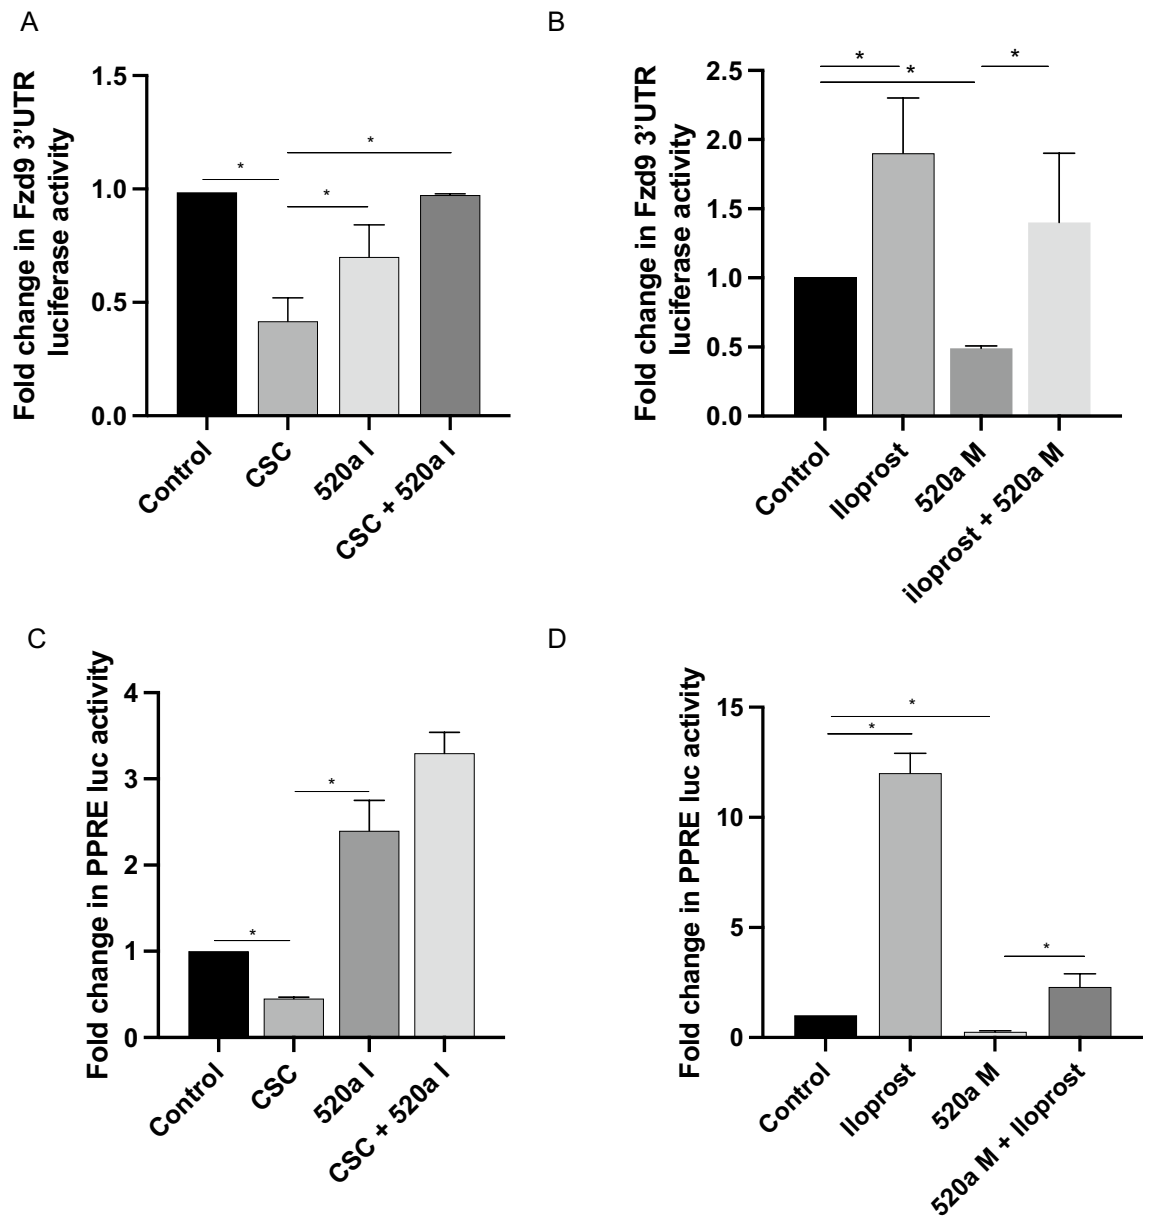 A
Fold change in Fzd9 3'UTR
luciferase activity
1.5
1.0
0.5
0.0
*
*
*
Control
CSC
520a I
CSC + 520a I
B
Fold change in Fzd9 3'UTR
luciferase activity
2.5
2.0
1.5
1.0
0.5
0.0
*
*
*
Control
Iloprost
520a M
iloprost + 520a M
C
Fold change in PPRE luc activity
4
3
2
1
0
*
*
Control
CSC
520a I
CSC + 520a I
D
Fold change in PPRE luc activity
15
10
5
0
*
*
*
Control
Iloprost
520a M
520a M + Iloprost